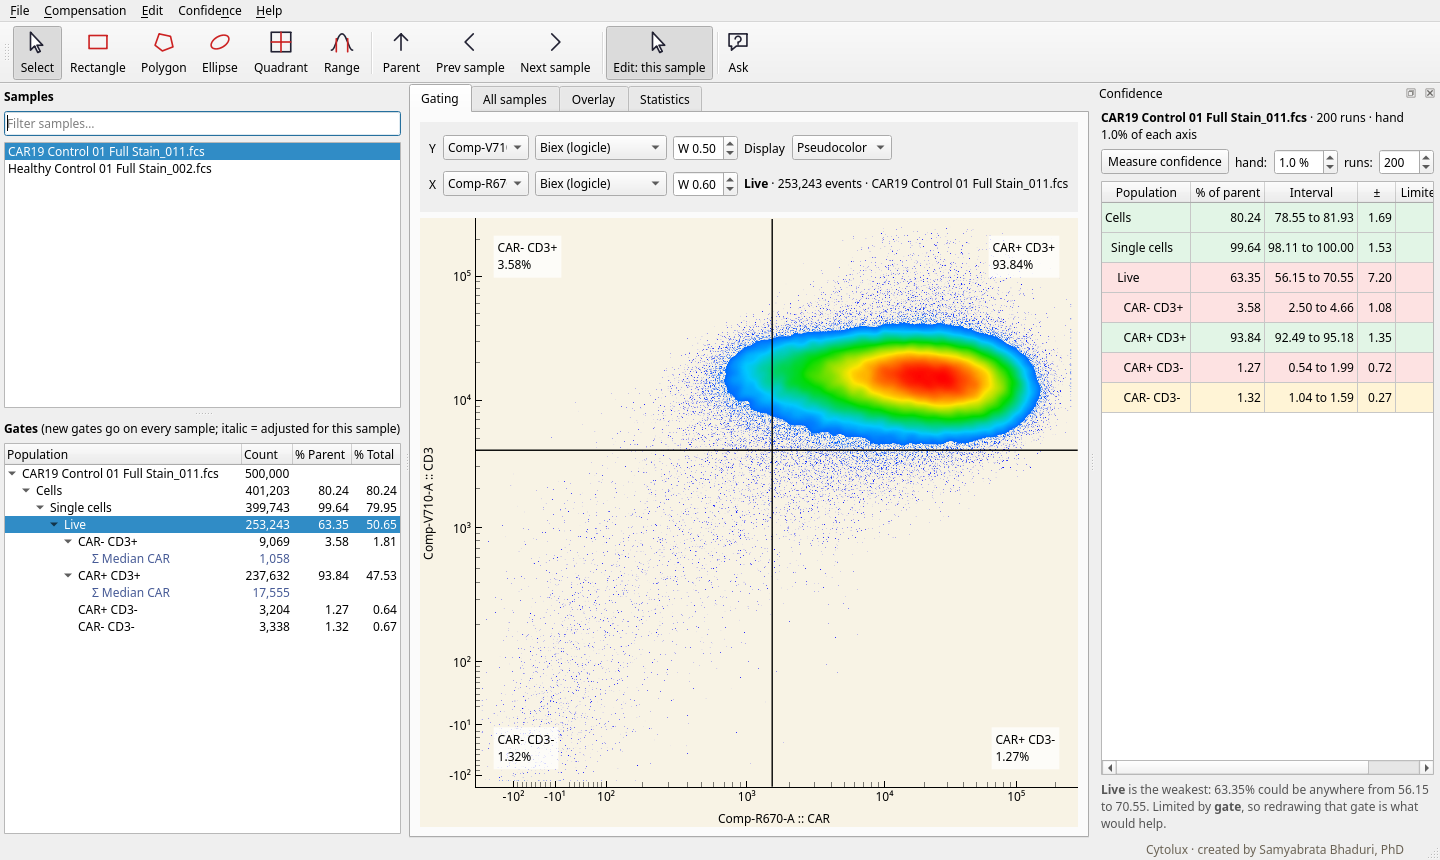 File Compensation Edit Confidence Help
Select Rectangle Polygon Ellipse Quadrant Range Parent Prev sample Next sample Edit: this sample Ask
Samples
Filter samples...
CAR19 Control 01 Full Stain_011.fcs
Healthy Control 01 Full Stain_002.fcs
Gates (new gates go on every sample; italic = adjusted for this sample)
Population Count % Parent % Total
CAR19 Control 01 Full Stain_011.fcs 500,000
Cells 401,203 80.24 80.24
Single cells 399,743 99.64 79.95
Live 253,243 63.35 50.65
CAR- CD3+ 9,069 3.58 1.81
Σ Median CAR 1,058
CAR+ CD3+ 237,632 93.84 47.53
Σ Median CAR 17,555
CAR+ CD3- 3,204 1.27 0.64
CAR- CD3- 3,338 1.32 0.67
Gating All samples Overlay Statistics
Y Comp-V71 Biex (logicle) W 0.50 Display Pseudocolor
X Comp-R67 Biex (logicle) W 0.60 Live · 253,243 events · CAR19 Control 01 Full Stain_011.fcs
CAR- CD3+
3.58%
CAR+ CD3+
93.84%
CAR- CD3-
1.32%
CAR+ CD3-
1.27%
10⁵
10⁴
10³
10²
-10¹
-10²
Comp-V710-A :: CD3
-10² -10¹ 10² 10³ 10⁴ 10⁵
Comp-R670-A :: CAR
Confidence
CAR19 Control 01 Full Stain_011.fcs · 200 runs · hand
1.0% of each axis
Measure confidence hand: 1.0 % runs: 200
Population % of parent Interval ± Limite
Cells 80.24 78.55 to 81.93 1.69
Single cells 99.64 98.11 to 100.00 1.53
Live 63.35 56.15 to 70.55 7.20
CAR- CD3+ 3.58 2.50 to 4.66 1.08
CAR+ CD3+ 93.84 92.49 to 95.18 1.35
CAR+ CD3- 1.27 0.54 to 1.99 0.72
CAR- CD3- 1.32 1.04 to 1.59 0.27
Live is the weakest: 63.35% could be anywhere from 56.15
to 70.55. Limited by gate, so redrawing that gate is what
would help.
Cytolux · created by Samyabrata Bhaduri, PhD